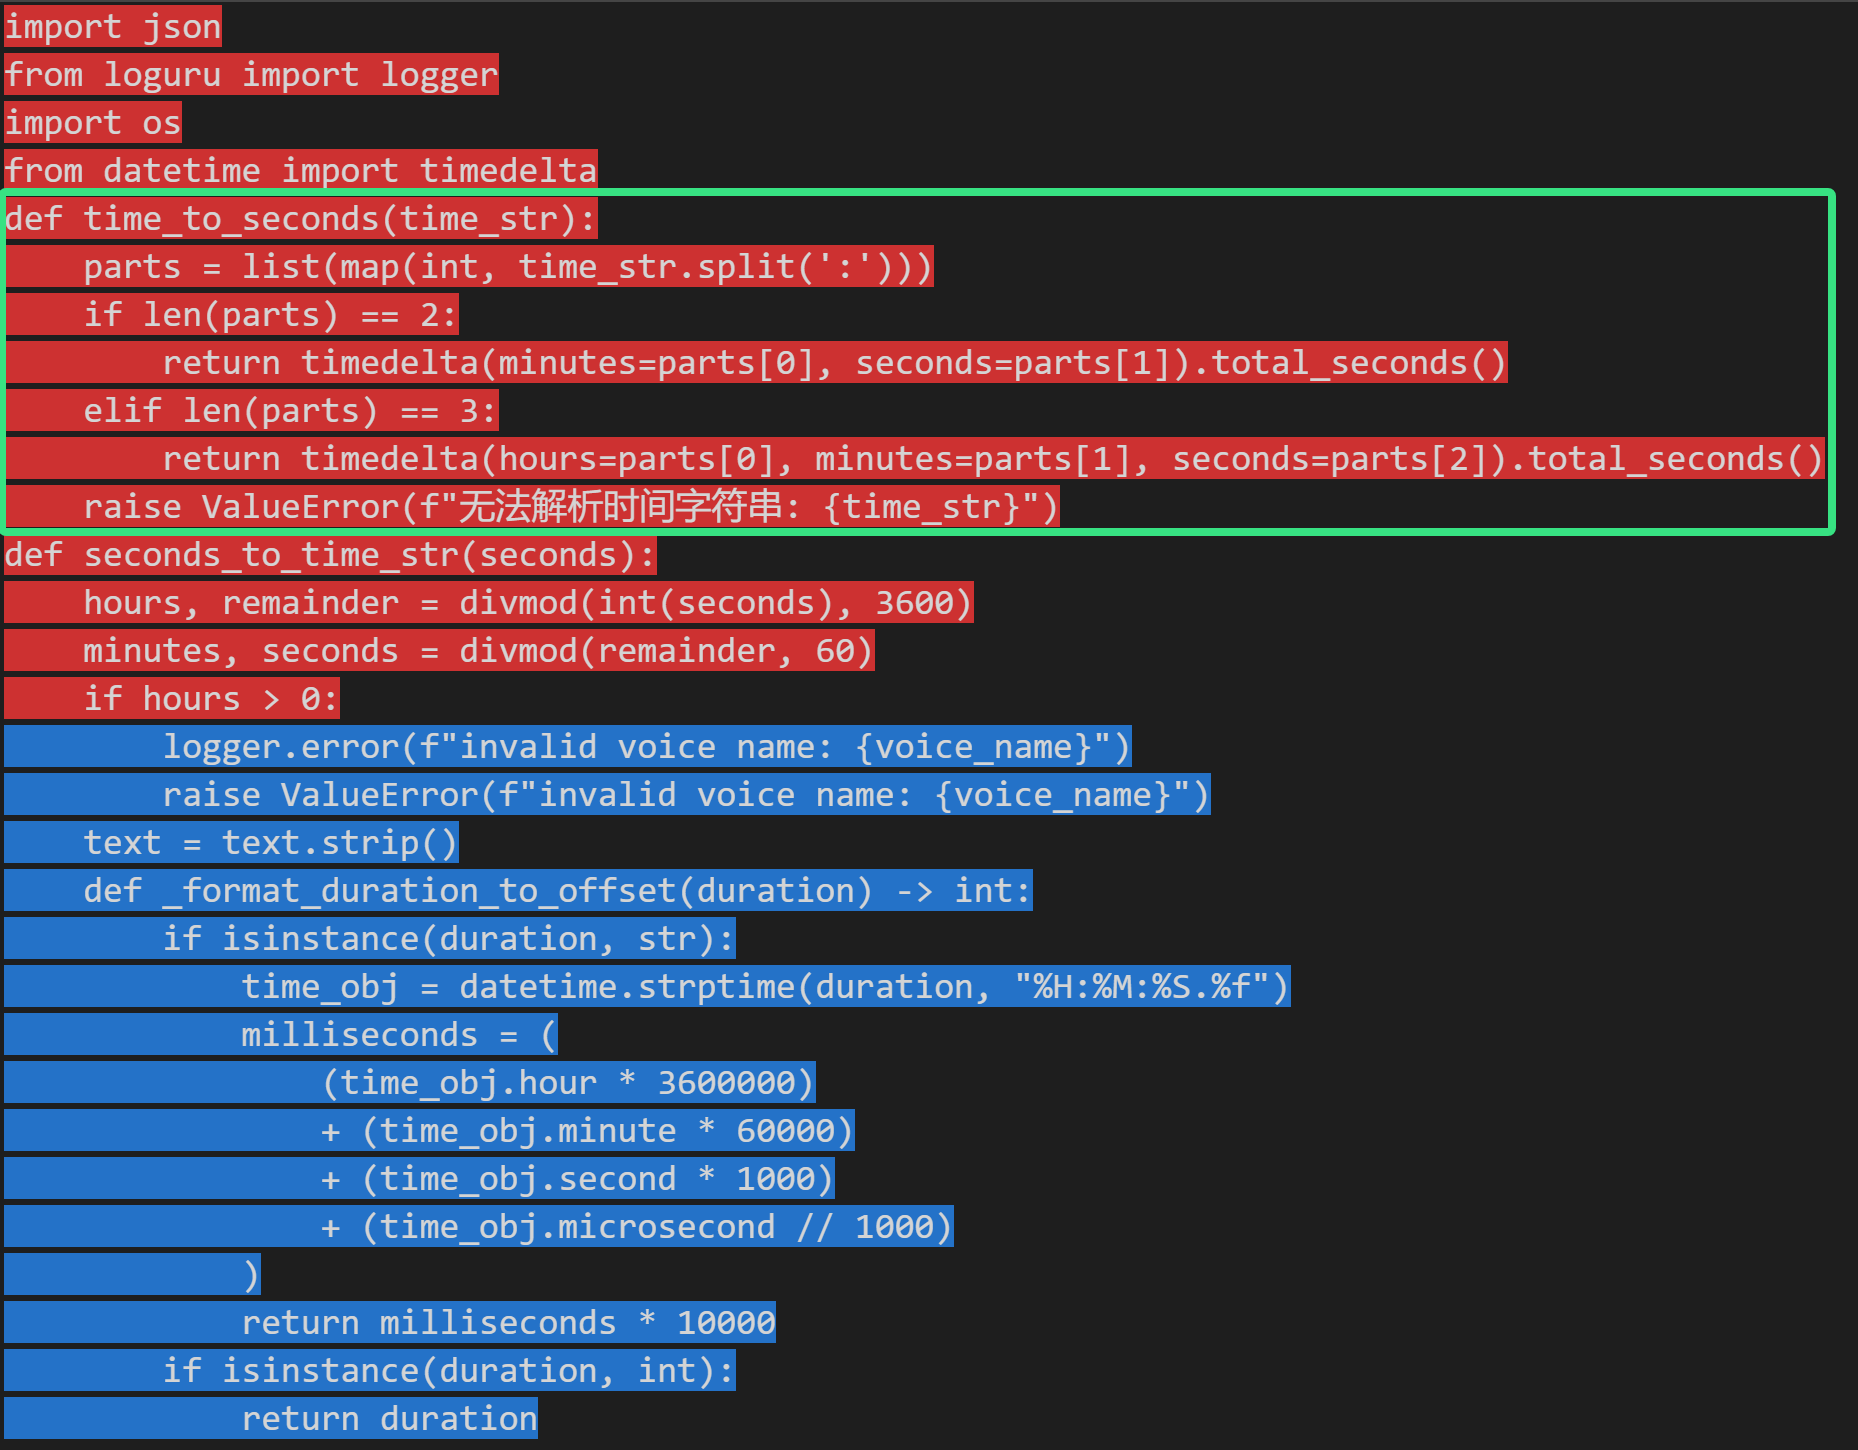 import json
from loguru import logger
import os
from datetime import timedelta
def time_to_seconds(time_str):
    parts = list(map(int, time_str.split(':')))
    if len(parts) == 2:
        return timedelta(minutes=parts[0], seconds=parts[1]).total_seconds()
    elif len(parts) == 3:
        return timedelta(hours=parts[0], minutes=parts[1], seconds=parts[2]).total_seconds()
    raise ValueError(f"无法解析时间字符串: {time_str}")
def seconds_to_time_str(seconds):
    hours, remainder = divmod(int(seconds), 3600)
    minutes, seconds = divmod(remainder, 60)
    if hours > 0:
        logger.error(f"invalid voice name: {voice_name}")
        raise ValueError(f"invalid voice name: {voice_name}")
    text = text.strip()
    def _format_duration_to_offset(duration) -> int:
        if isinstance(duration, str):
            time_obj = datetime.strptime(duration, "%H:%M:%S.%f")
            milliseconds = (
                (time_obj.hour * 3600000)
                + (time_obj.minute * 60000)
                + (time_obj.second * 1000)
                + (time_obj.microsecond // 1000)
            )
            return milliseconds * 10000
        if isinstance(duration, int):
            return duration